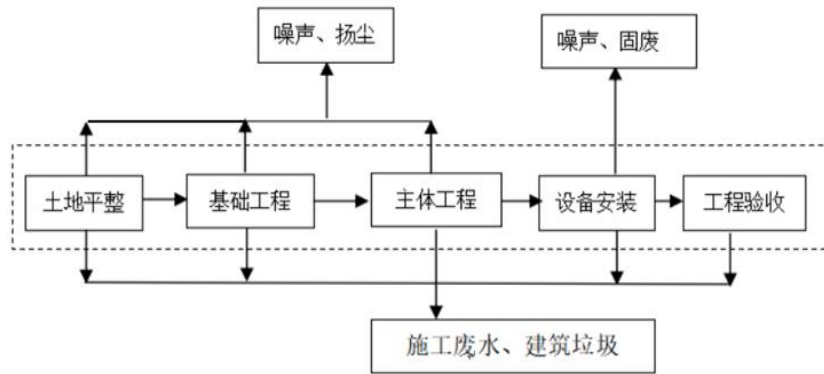 噪声、扬尘
噪声、固废
土地平整
基础工程
主体工程
设备安装
工程验收
施工废水、建筑垃圾